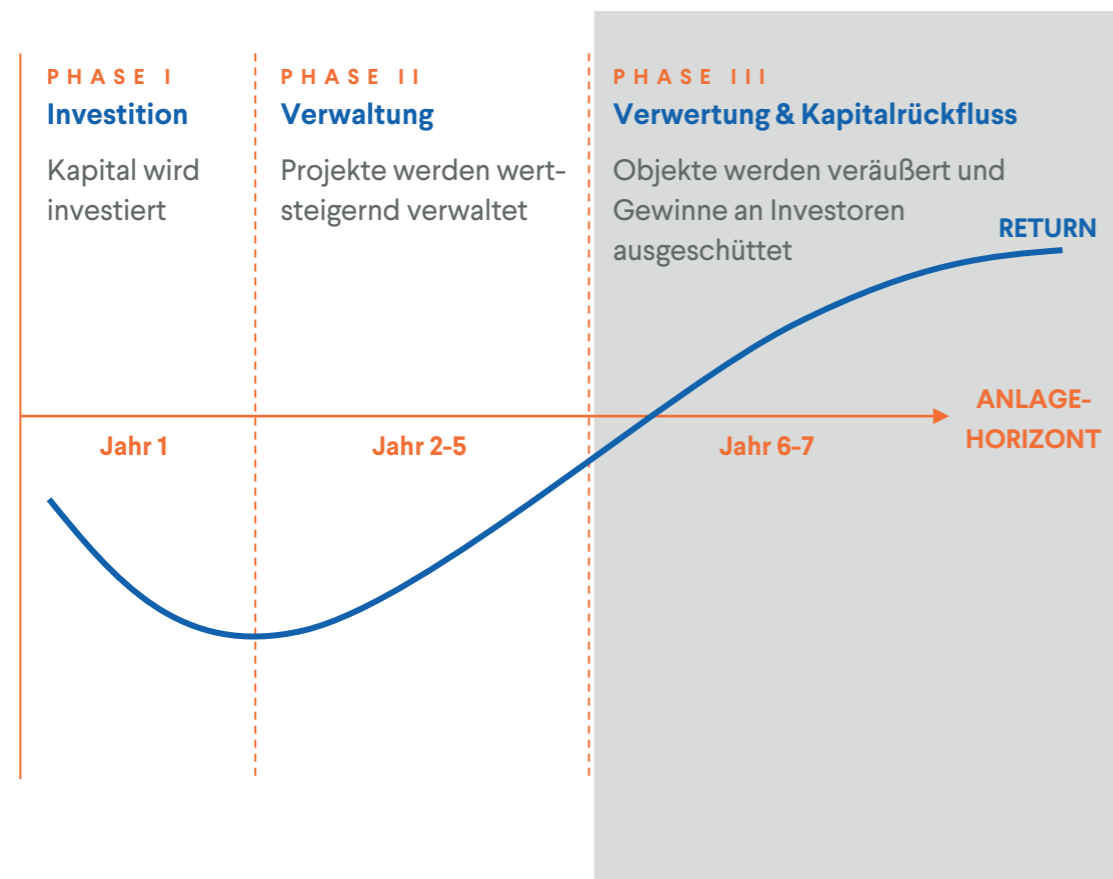 PHASE I
Investition
Kapital wird
investiert
PHASE II
Verwaltung
Projekte werden wert-
steigernd verwaltet
PHASE III
Verwertung & Kapitalrückfluss
Objekte werden veräußert und
Gewinne an Investoren
ausgeschüttet
RETURN
ANLAGE-
HORIZONT
Jahr 1
Jahr 2-5
Jahr 6-7